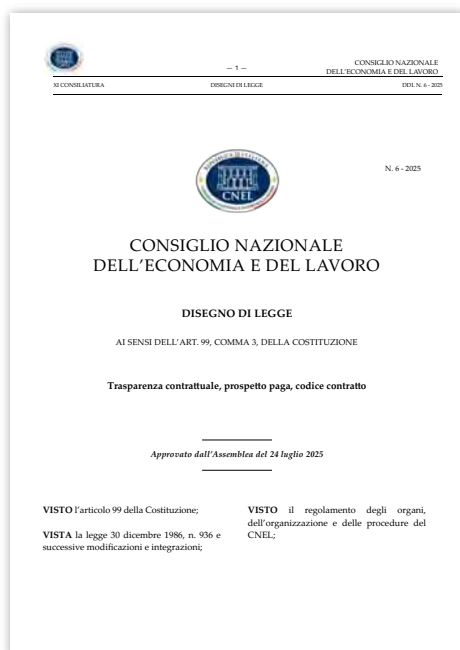 — 1 —
CONSIGLIO NAZIONALE
DELL'ECONOMIA E DEL LAVORO
XI CONSILIATURA DISEGNI DI LEGGE DDL N. 6 - 2025
N. 6 - 2025
CNEL
CONSIGLIO NAZIONALE
DELL'ECONOMIA E DEL LAVORO
DISEGNO DI LEGGE
AI SENSI DELL'ART. 99, COMMA 3, DELLA COSTITUZIONE
Trasparenza contrattuale, prospetto paga, codice contratto
Approvato dall'Assemblea del 24 luglio 2025
VISTO l'articolo 99 della Costituzione;
VISTA la legge 30 dicembre 1986, n. 936 e
successive modificazioni e integrazioni;
VISTO il regolamento degli organi,
dell'organizzazione e delle procedure del
CNEL;